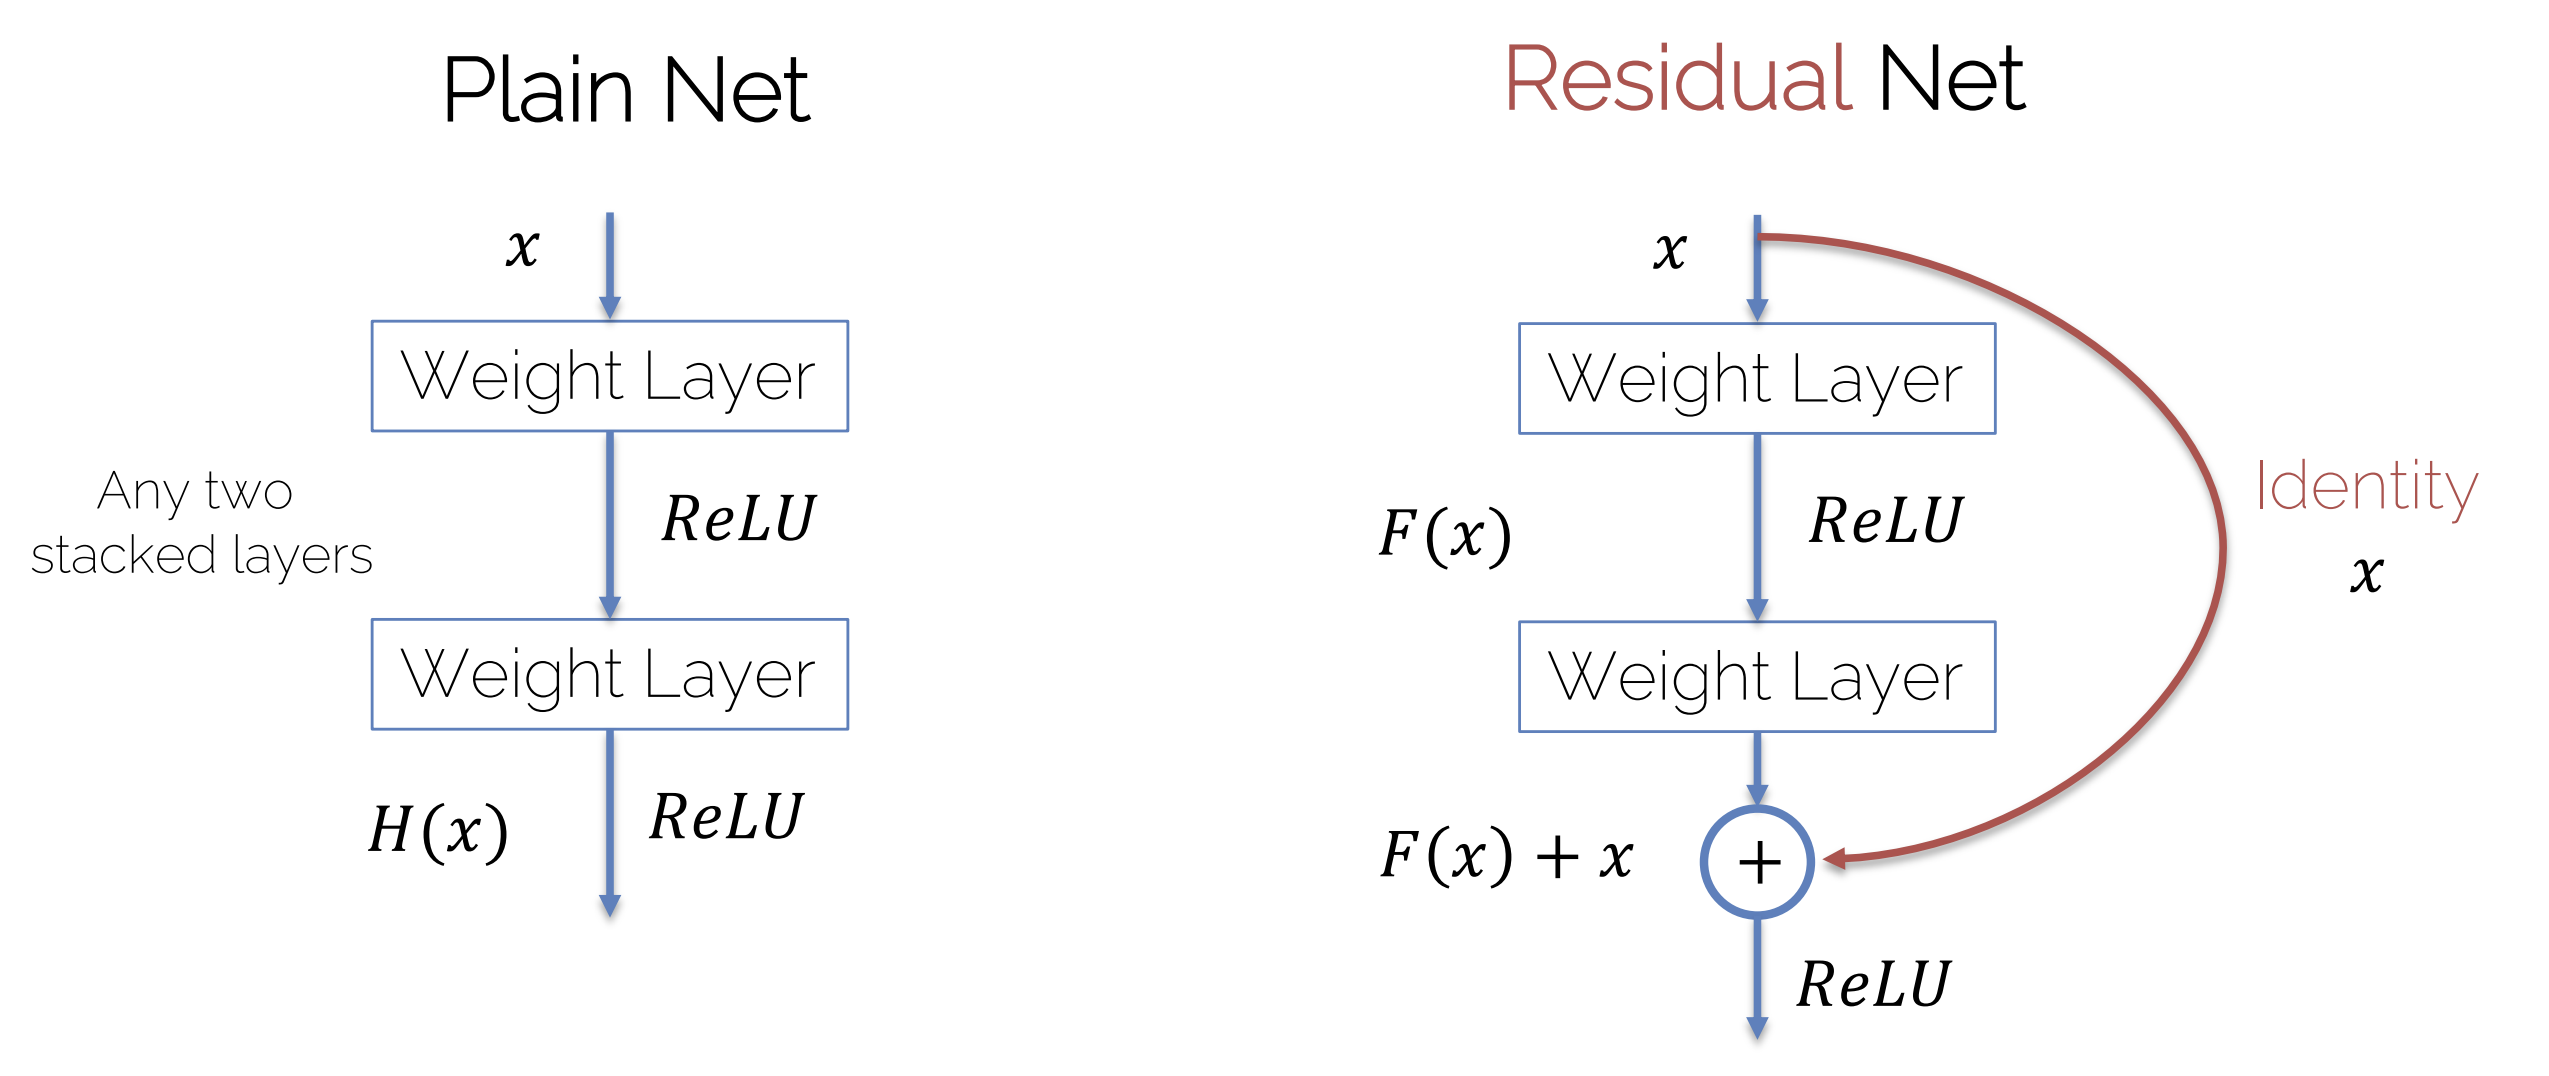 Plain Net
x
Weight Layer
Any two
stacked layers
ReLU
Weight Layer
H(x)
ReLU
Residual Net
x
Weight Layer
F(x)
ReLU
Identity
x
Weight Layer
F(x) + x
+
ReLU